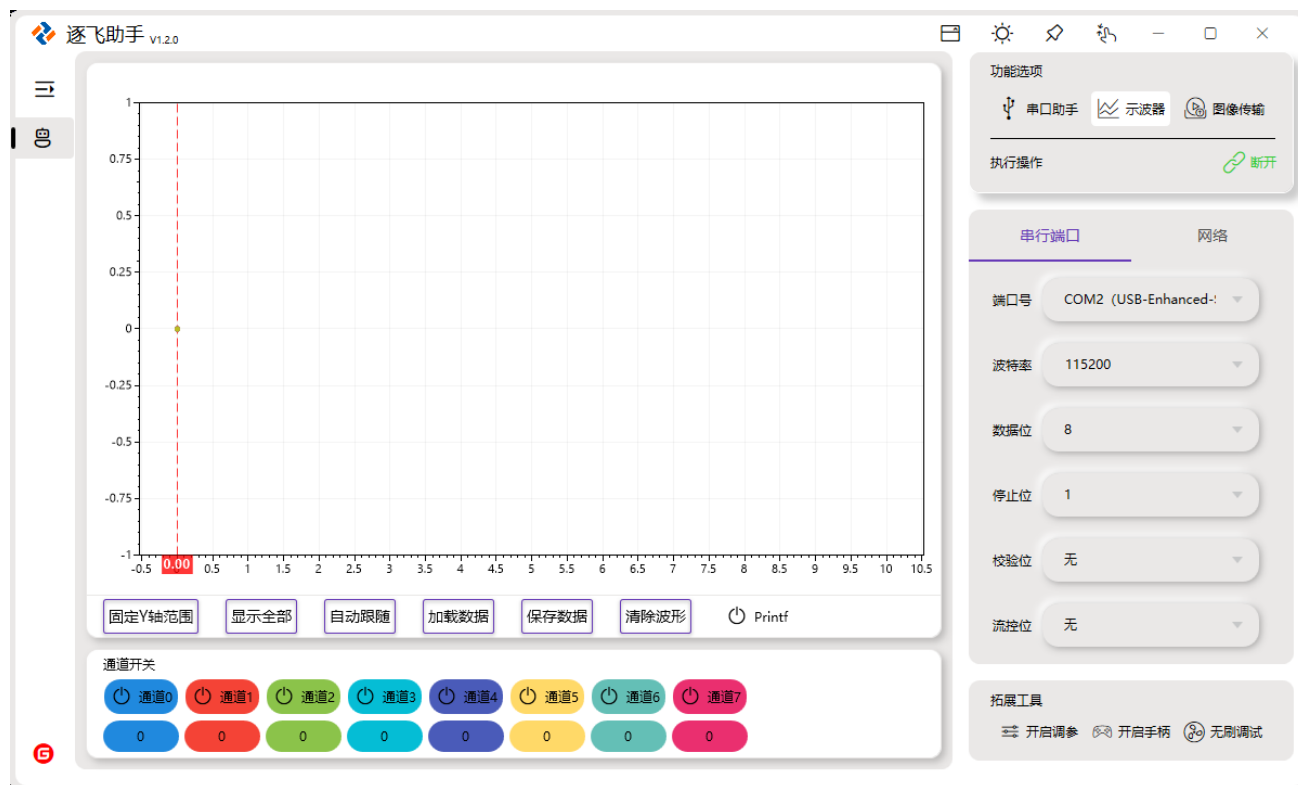 逐飞助手 V1.2.0
1
0.75
0.5
0.25
0
-0.25
-0.5
-0.75
-1
-0.5 0.00 0.5 1 1.5 2 2.5 3 3.5 4 4.5 5 5.5 6 6.5 7 7.5 8 8.5 9 9.5 10 10.5
固定Y轴范围 显示全部 自动跟随 加载数据 保存数据 清除波形 Printf
通道开关
通道0 通道1 通道2 通道3 通道4 通道5 通道6 通道7
0 0 0 0 0 0 0 0
G
功能选项
串口助手 示波器 图像传输
执行操作 断开
串行端口 网络
端口号 COM2（USB-Enhanced-
波特率 115200
数据位 8
停止位 1
校验位 无
流控位 无
拓展工具
开启调参 开启手柄 无刷调试